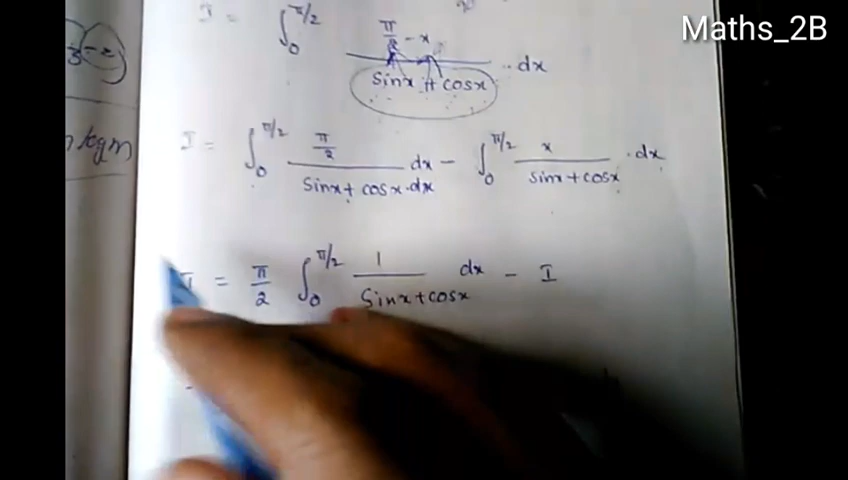 Maths_2B
I = ∫₀^π/2 (π/2 - x)/(sinx + cosx) · dx
I = ∫₀^π/2 (π/2)/(sinx + cosx · dx) dx - ∫₀^π/2 x/(sinx + cosx) · dx
I = π/2 ∫₀^π/2 1/(sinx + cosx) dx - I